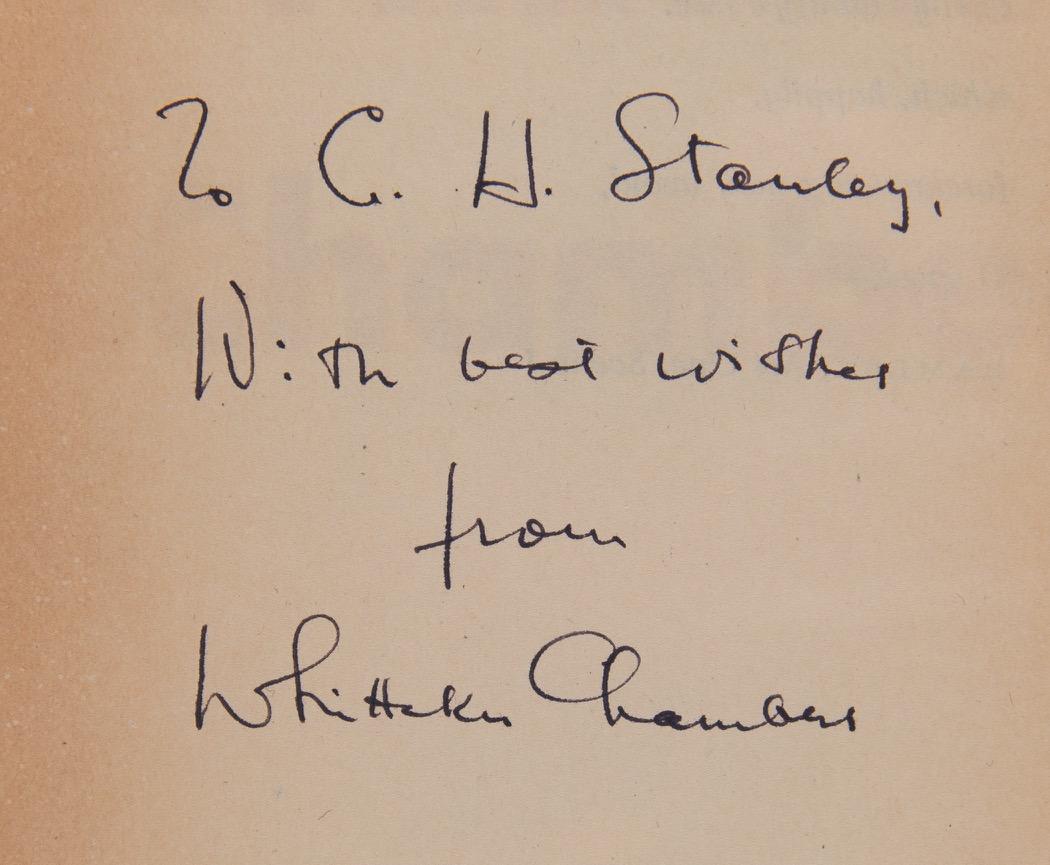 To C. H. Stanley,
With best wishes
from
Whittaker Chambers